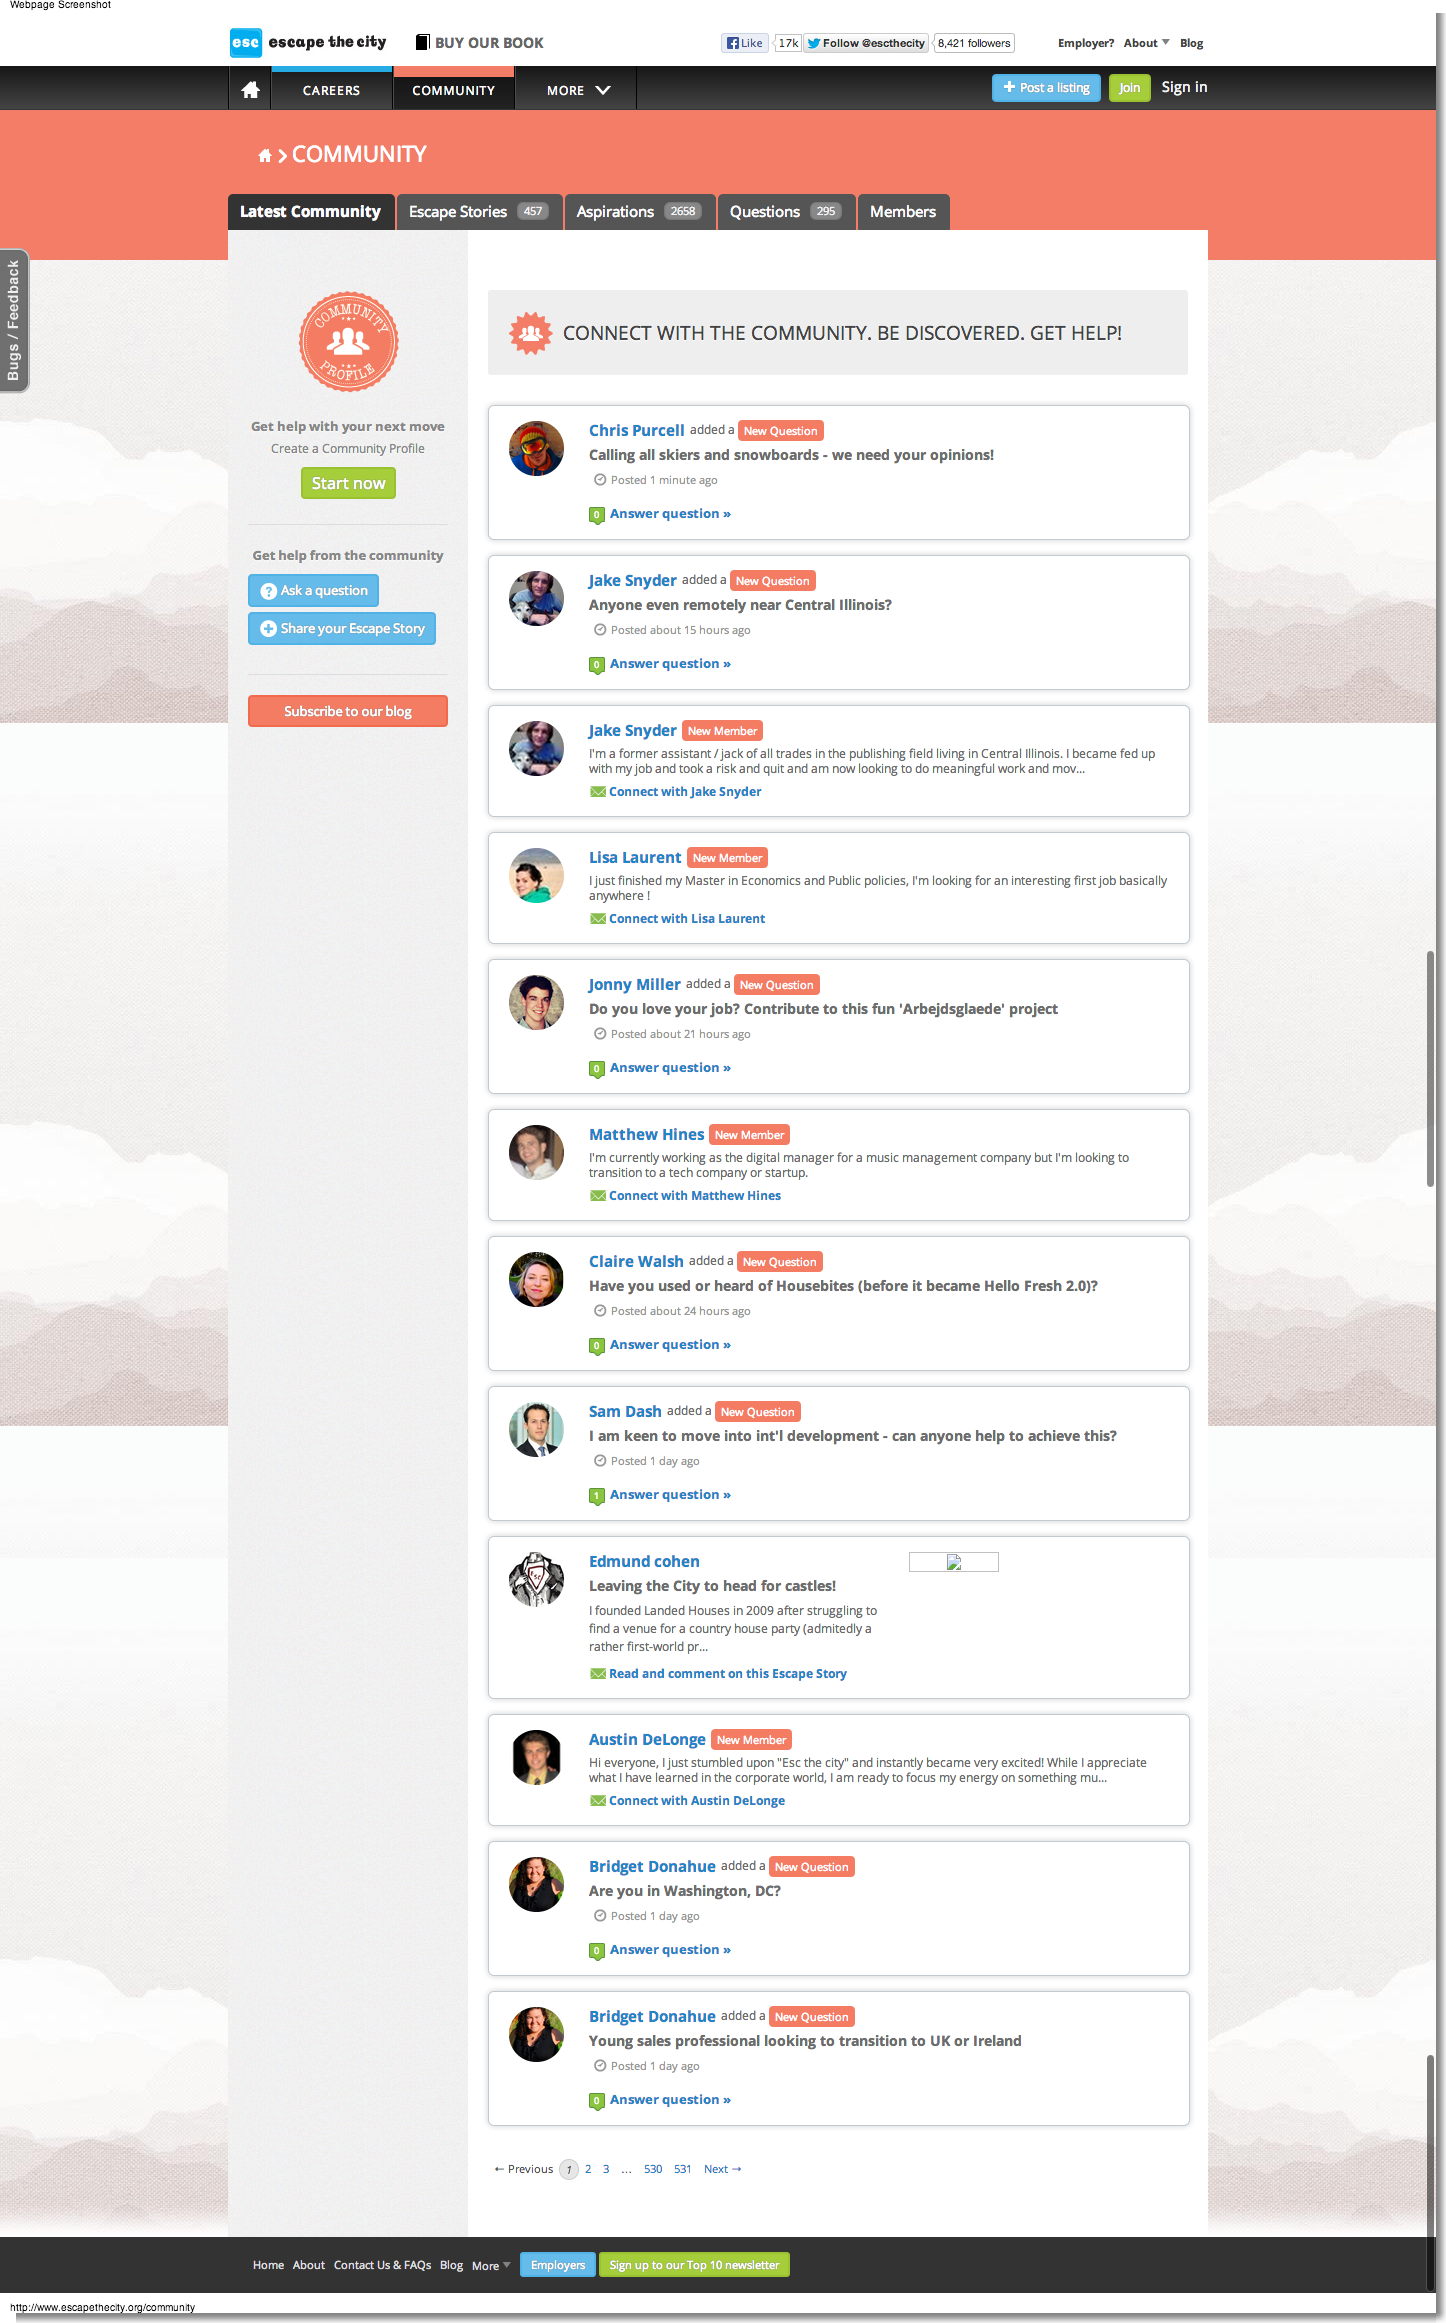 Webpage Screenshot
esc escape the city
BUY OUR BOOK
Like 17k Follow @escthecity 8,421 followers
Employer? About Blog
CAREERS COMMUNITY MORE
Post a listing Join Sign in
COMMUNITY
Latest Community Escape Stories 457 Aspirations 2658 Questions 295 Members
Bugs / Feedback
COMMUNITY
PROFILE
Get help with your next move
Create a Community Profile
Start now
Get help from the community
? Ask a question
Share your Escape Story
Subscribe to our blog
CONNECT WITH THE COMMUNITY. BE DISCOVERED. GET HELP!
Chris Purcell added a New Question
Calling all skiers and snowboards - we need your opinions!
Posted 1 minute ago
0 Answer question »
Jake Snyder added a New Question
Anyone even remotely near Central Illinois?
Posted about 15 hours ago
0 Answer question »
Jake Snyder New Member
I'm a former assistant / jack of all trades in the publishing field living in Central Illinois. I became fed up
with my job and took a risk and quit and am now looking to do meaningful work and mov...
Connect with Jake Snyder
Lisa Laurent New Member
I just finished my Master in Economics and Public policies, I'm looking for an interesting first job basically
anywhere !
Connect with Lisa Laurent
Jonny Miller added a New Question
Do you love your job? Contribute to this fun 'Arbejdsglaede' project
Posted about 21 hours ago
0 Answer question »
Matthew Hines New Member
I'm currently working as the digital manager for a music management company but I'm looking to
transition to a tech company or startup.
Connect with Matthew Hines
Claire Walsh added a New Question
Have you used or heard of Housebites (before it became Hello Fresh 2.0)?
Posted about 24 hours ago
0 Answer question »
Sam Dash added a New Question
I am keen to move into int'l development - can anyone help to achieve this?
Posted 1 day ago
1 Answer question »
Edmund cohen
Leaving the City to head for castles!
I founded Landed Houses in 2009 after struggling to
find a venue for a country house party (admitedly a
rather first-world pr...
Read and comment on this Escape Story
Austin DeLonge New Member
Hi everyone, I just stumbled upon "Esc the city" and instantly became very excited! While I appreciate
what I have learned in the corporate world, I am ready to focus my energy on something mu...
Connect with Austin DeLonge
Bridget Donahue added a New Question
Are you in Washington, DC?
Posted 1 day ago
0 Answer question »
Bridget Donahue added a New Question
Young sales professional looking to transition to UK or Ireland
Posted 1 day ago
0 Answer question »
← Previous 1 2 3 ... 530 531 Next →
Home About Contact Us & FAQs Blog More Employers Sign up to our Top 10 newsletter
http://www.escapethecity.org/community